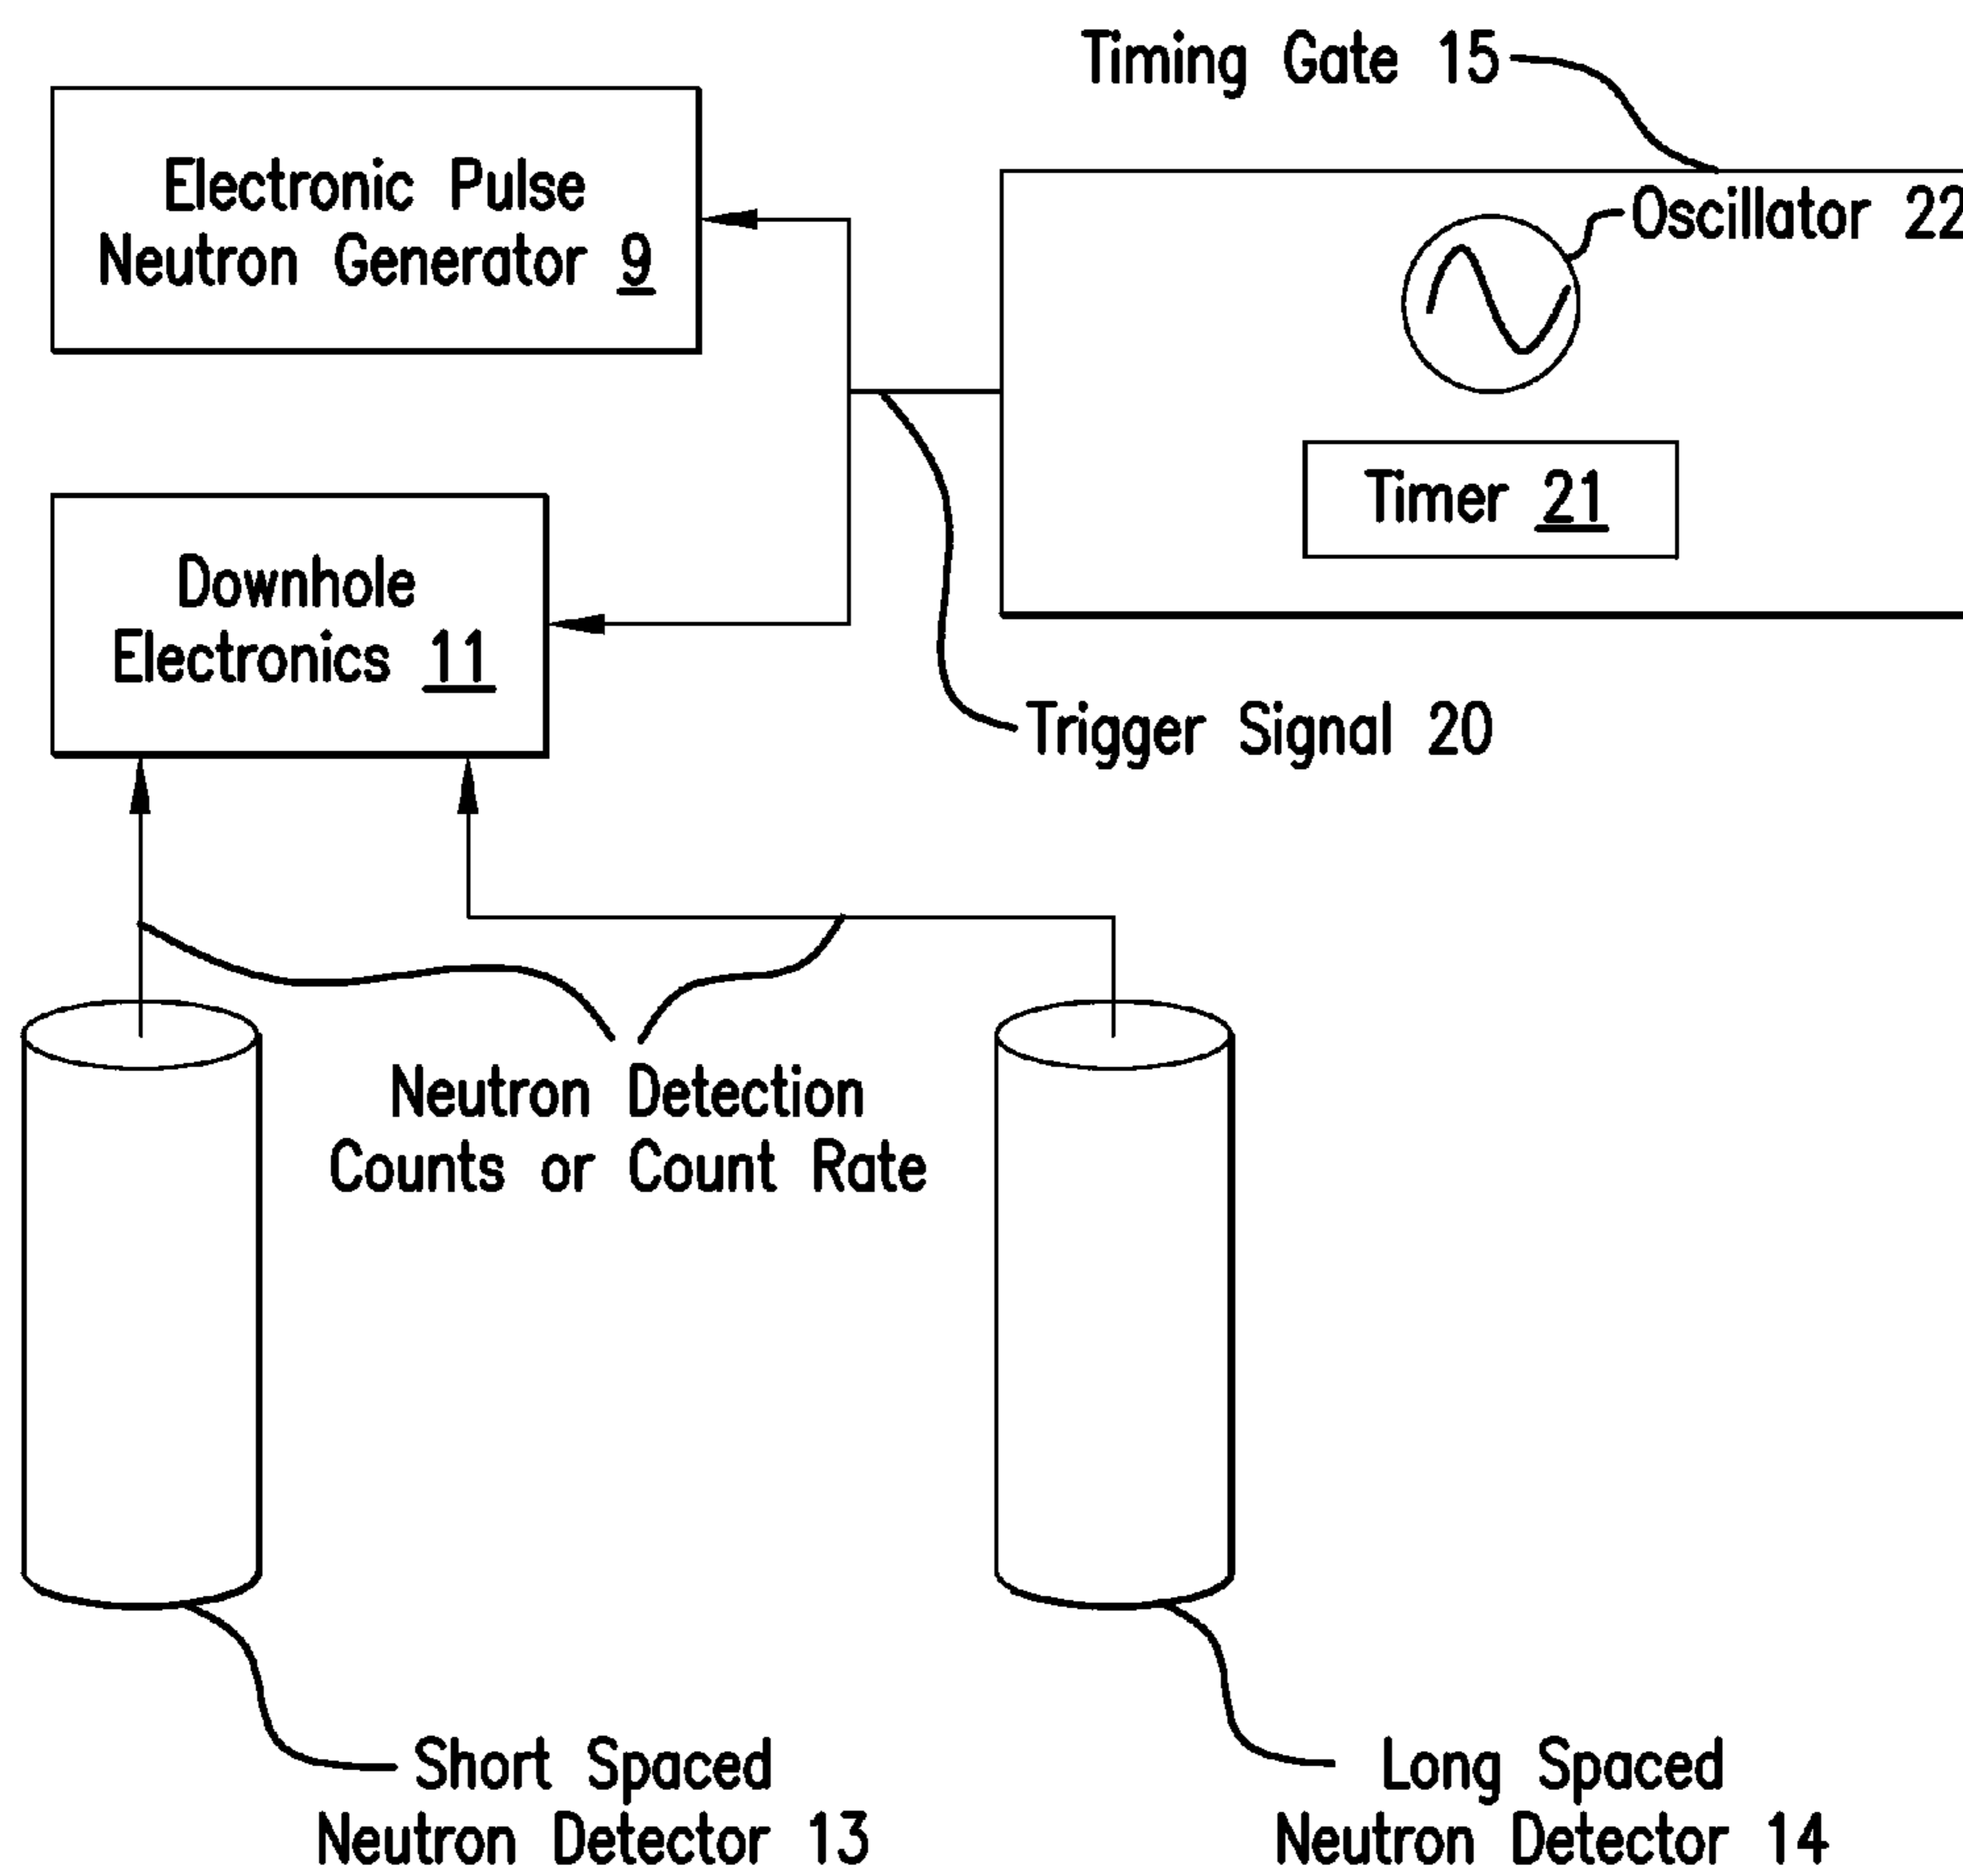 Timing Gate 15
Electronic Pulse
Neutron Generator 9
Oscillator 22
Timer 21
Downhole
Electronics 11
Trigger Signal 20
Neutron Detection
Counts or Count Rate
Short Spaced
Neutron Detector 13
Long Spaced
Neutron Detector 14